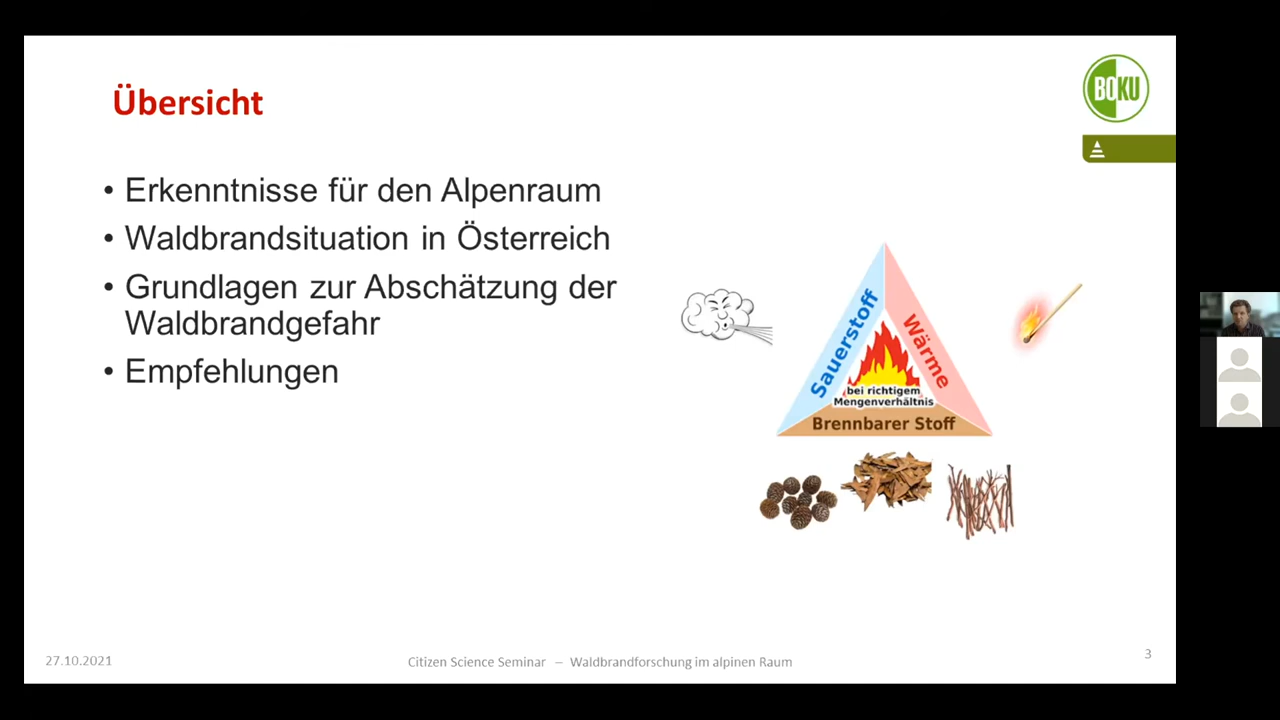 Übersicht
BOKU
• Erkenntnisse für den Alpenraum
• Waldbrandsituation in Österreich
• Grundlagen zur Abschätzung der
Waldbrandgefahr
• Empfehlungen
Sauerstoff
Wärme
bei richtigem
Mengenverhältnis
Brennbarer Stoff
27.10.2021
Citizen Science Seminar – Waldbrandforschung im alpinen Raum
3